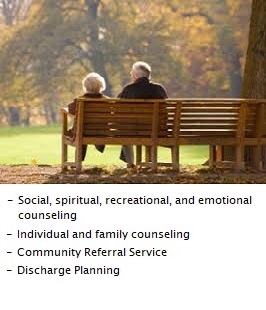 - Social, spiritual, recreational, and emotional
counseling
- Individual and family counseling
- Community Referral Service
- Discharge Planning